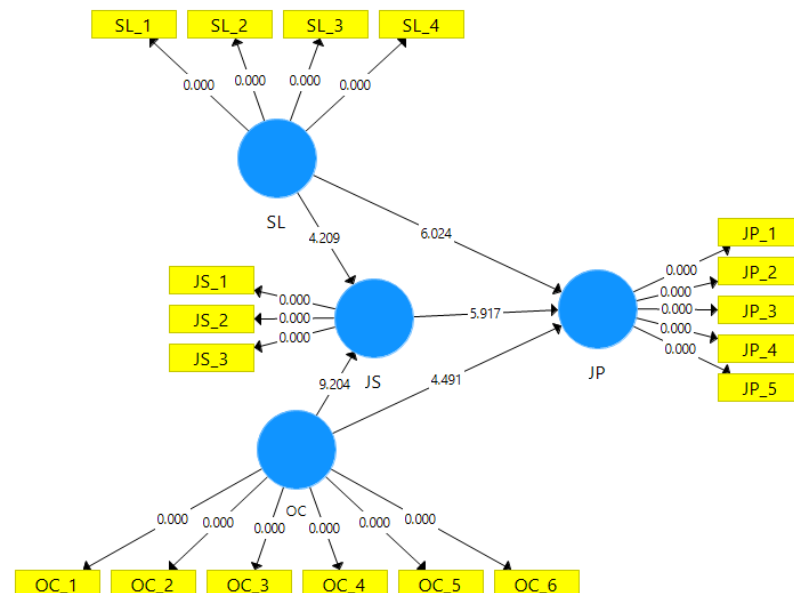 SL_1 SL_2 SL_3 SL_4
0.000 0.000 0.000 0.000
SL
4.209 6.024
JS_1
JS_2
JS_3
0.000
0.000
0.000
JS
5.917
JP
0.000
0.000
0.000
0.000
0.000
JP_1
JP_2
JP_3
JP_4
JP_5
9.204 4.491
OC
0.000 0.000 0.000 0.000 0.000 0.000
OC_1 OC_2 OC_3 OC_4 OC_5 OC_6